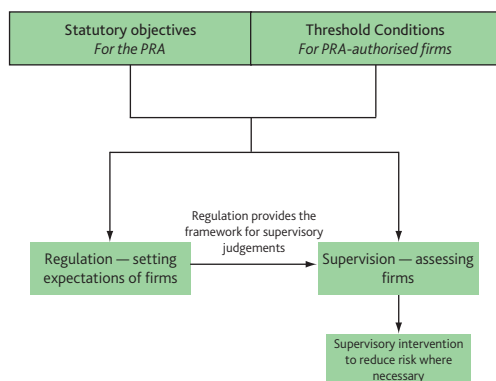 Statutory objectives
For the PRA
Threshold Conditions
For PRA-authorised firms
Regulation provides the
framework for supervisory
judgements
Regulation — setting
expectations of firms
Supervision — assessing
firms
Supervisory intervention
to reduce risk where
necessary